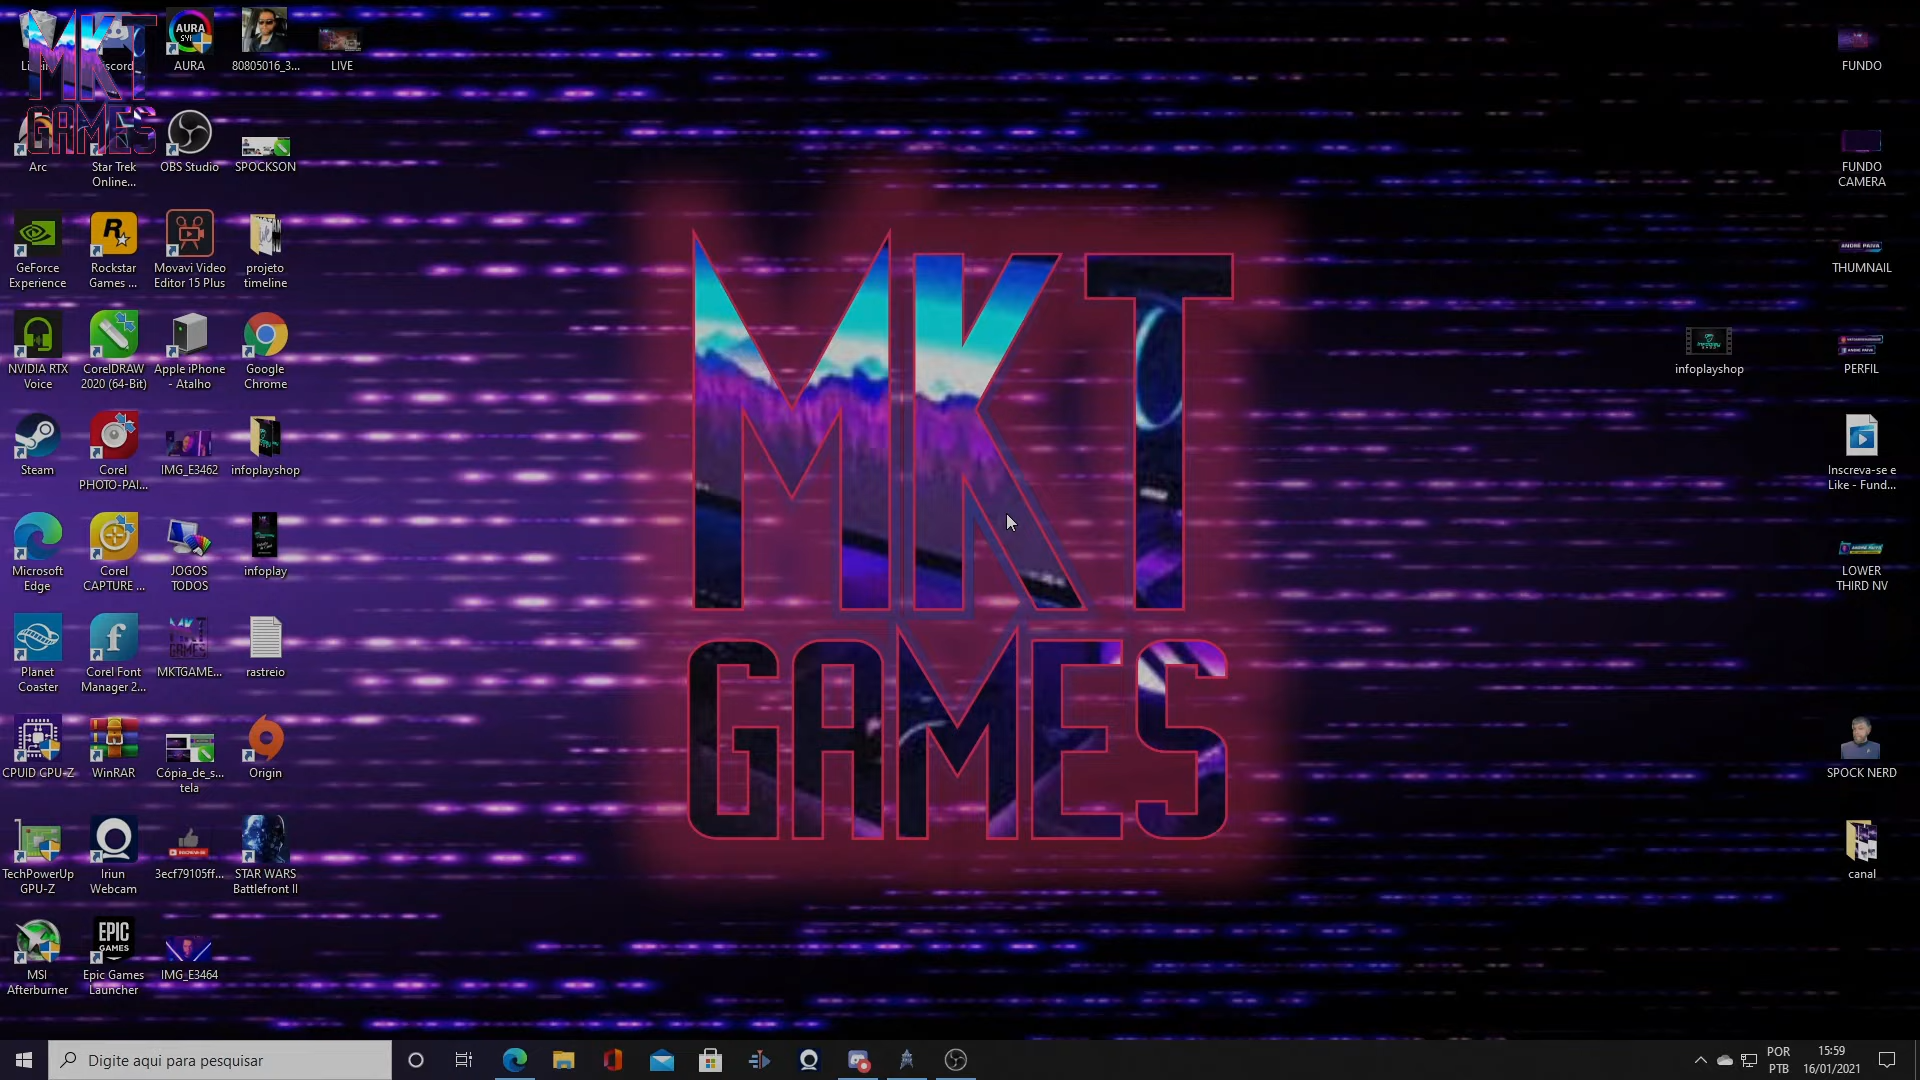 MKT
GAMES
AURA
80805016_3...
LIVE
Arc
Star Trek
Online...
OBS Studio
SPOCKSON
GeForce
Experience
Rockstar
Games ...
Movavi Video
Editor 15 Plus
projeto
timeline
NVIDIA RTX
Voice
CorelDRAW
2020 (64-Bit)
Apple iPhone
- Atalho
Google
Chrome
Steam
Corel
PHOTO-PAI...
IMG_E3462
infoplayshop
Microsoft
Edge
Corel
CAPTURE ...
JOGOS
TODOS
infoplay
Planet
Coaster
Corel Font
Manager 2...
MKTGAME...
rastreio
CPUID CPU-Z
WinRAR
Cópia_de_s...
tela
Origin
TechPowerUp
GPU-Z
Iriun
Webcam
3ecf79105ff...
STAR WARS
Battlefront II
MSI
Afterburner
EPIC
GAMES
Epic Games
Launcher
IMG_E3464
MKT
GAMES
FUNDO
FUNDO
CAMERA
ANDRÉ PAIVA
THUMNAIL
infoplayshop
PERFIL
Inscreva-se e
Like - Fund...
LOWER
THIRD NV
SPOCK NERD
canal
Digite aqui para pesquisar
POR
PTB
15:59
16/01/2021